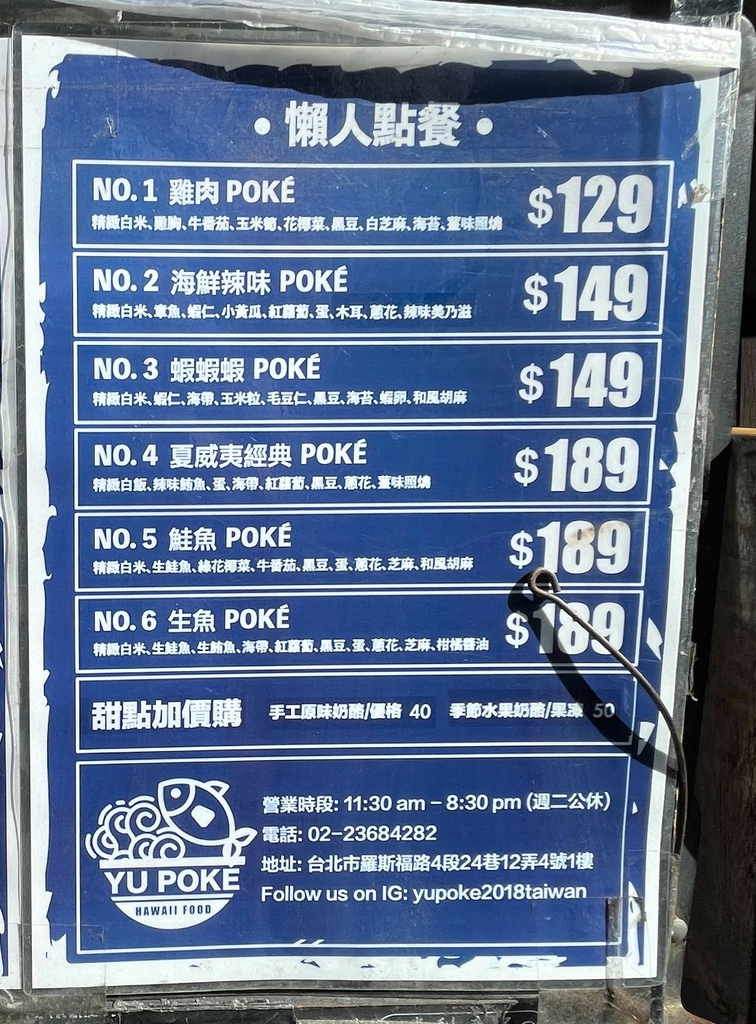 • 懶人點餐 •
NO. 1 雞肉 POKÉ $129
精緻白米、雞胸、牛番茄、玉米筍、花椰菜、黑豆、白芝麻、海苔、薑味照燒
NO. 2 海鮮辣味 POKÉ $149
精緻白米、章魚、蝦仁、小黃瓜、紅蘿蔔、蛋、木耳、蔥花、辣味美乃滋
NO. 3 蝦蝦蝦 POKÉ $149
精緻白米、蝦仁、海帶、玉米粒、毛豆仁、黑豆、海苔、蝦卵、和風胡麻
NO. 4 夏威夷經典 POKÉ $189
精緻白飯、辣味鮪魚、蛋、海帶、紅蘿蔔、黑豆、蔥花、薑味照燒
NO. 5 鮭魚 POKÉ $189
精緻白米、生鮭魚、綠花椰菜、牛番茄、黑豆、蛋、蔥花、芝麻、和風胡麻
NO. 6 生魚 POKÉ $189
精緻白米、生鮭魚、生鮪魚、海帶、紅蘿蔔、黑豆、蛋、蔥花、芝麻、柑橘醬油
甜點加價購 手工原味奶酪/優格 40 季節水果奶酪/果凍 50
營業時段: 11:30 am – 8:30 pm (週二公休)
電話: 02-23684282
地址: 台北市羅斯福路4段24巷12弄4號1樓
Follow us on IG: yupoke2018taiwan
YU POKÉ
HAWAII FOOD